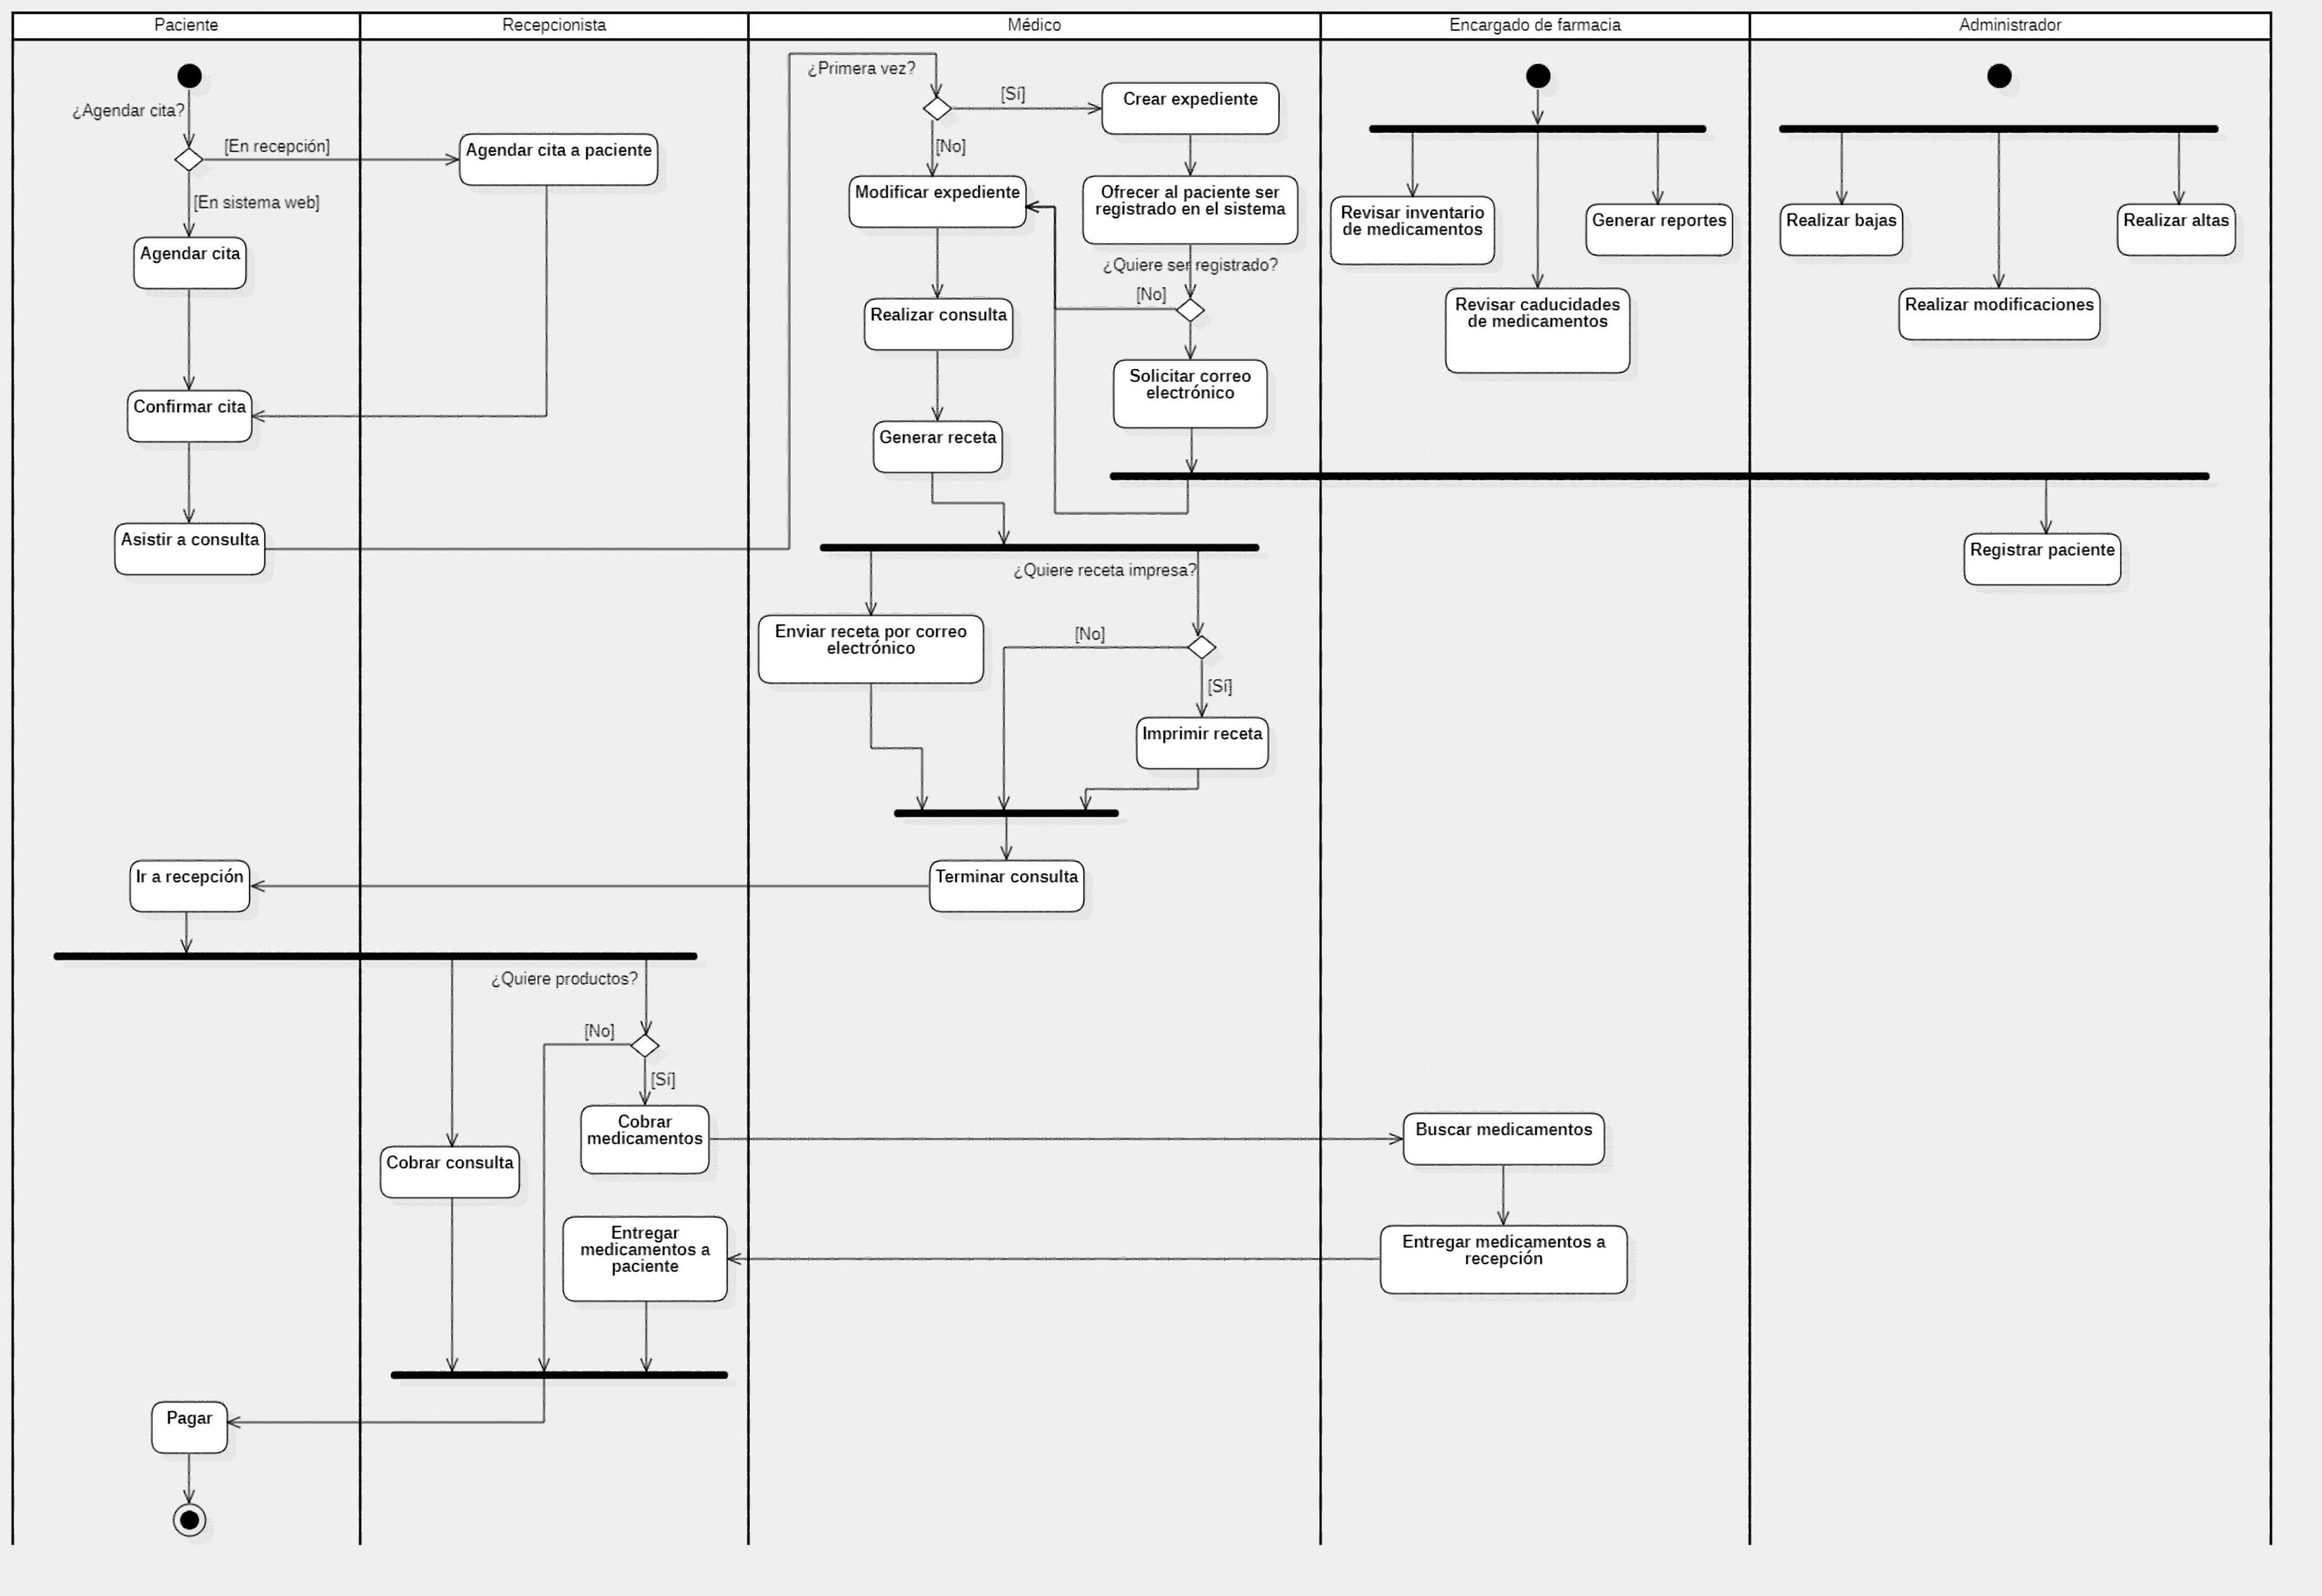 Paciente
Recepcionista
Médico
Encargado de farmacia
Administrador
¿Agendar cita?
[En recepción]
[En sistema web]
Agendar cita
Confirmar cita
Asistir a consulta
Agendar cita a paciente
¿Primera vez?
[Sí]
Crear expediente
[No]
Modificar expediente
Ofrecer al paciente ser
registrado en el sistema
¿Quiere ser registrado?
[No]
Realizar consulta
Solicitar correo
electrónico
Generar receta
Revisar inventario
de medicamentos
Generar reportes
Revisar caducidades
de medicamentos
Realizar bajas
Realizar altas
Realizar modificaciones
Registrar paciente
¿Quiere receta impresa?
Enviar receta por correo
electrónico
[No]
[Sí]
Imprimir receta
Terminar consulta
Ir a recepción
¿Quiere productos?
[No]
[Sí]
Cobrar
medicamentos
Cobrar consulta
Buscar medicamentos
Entregar
medicamentos a
paciente
Entregar medicamentos a
recepción
Pagar